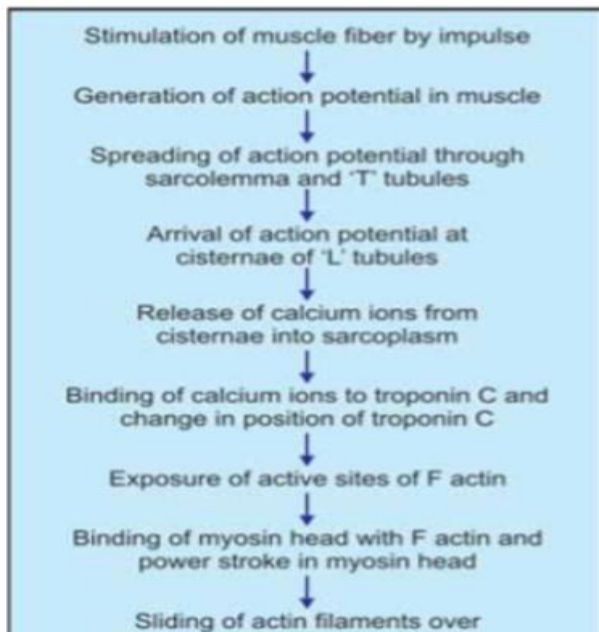 Stimulation of muscle fiber by impulse
Generation of action potential in muscle
Spreading of action potential through
sarcolemma and 'T' tubules
Arrival of action potential at
cisternae of 'L' tubules
Release of calcium ions from
cisternae into sarcoplasm
Binding of calcium ions to troponin C and
change in position of troponin C
Exposure of active sites of F actin
Binding of myosin head with F actin and
power stroke in myosin head
Sliding of actin filaments over